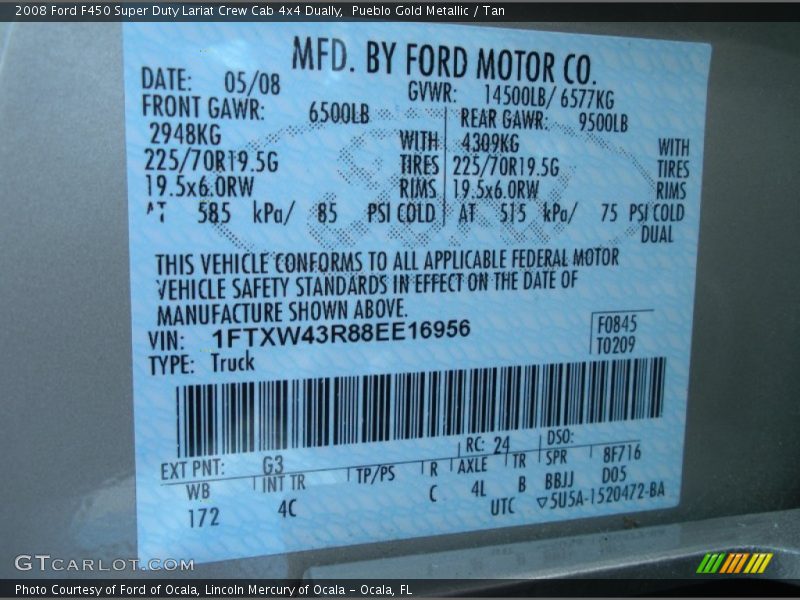 2008 Ford F450 Super Duty Lariat Crew Cab 4x4 Dually,  Pueblo Gold Metallic / Tan
MFD. BY FORD MOTOR CO.
DATE: 05/08 GVWR: 14500LB/ 6577KG
FRONT GAWR: 6500LB REAR GAWR: 9500LB
2948KG WITH 4309KG WITH
225/70R19.5G TIRES 225/70R19.5G TIRES
19.5x6.0RW RIMS 19.5x6.0RW RIMS
AT 585 kPa/ 85 PSI COLD AT 515 kPa/ 75 PSI COLD
DUAL
THIS VEHICLE CONFORMS TO ALL APPLICABLE FEDERAL MOTOR
VEHICLE SAFETY STANDARDS IN EFFECT ON THE DATE OF
MANUFACTURE SHOWN ABOVE.
VIN: 1FTXW43R88EE16956 F0845
TYPE: Truck T0209
EXT PNT: G3 RC: 24 DSO:
WB INT TR TP/PS R AXLE TR SPR 8F716
172 4C C 4L B BBJJ D05
UTC ▽5U5A-1520472-BA
GTCARLOT.COM
Photo Courtesy of Ford of Ocala, Lincoln Mercury of Ocala – Ocala, FL